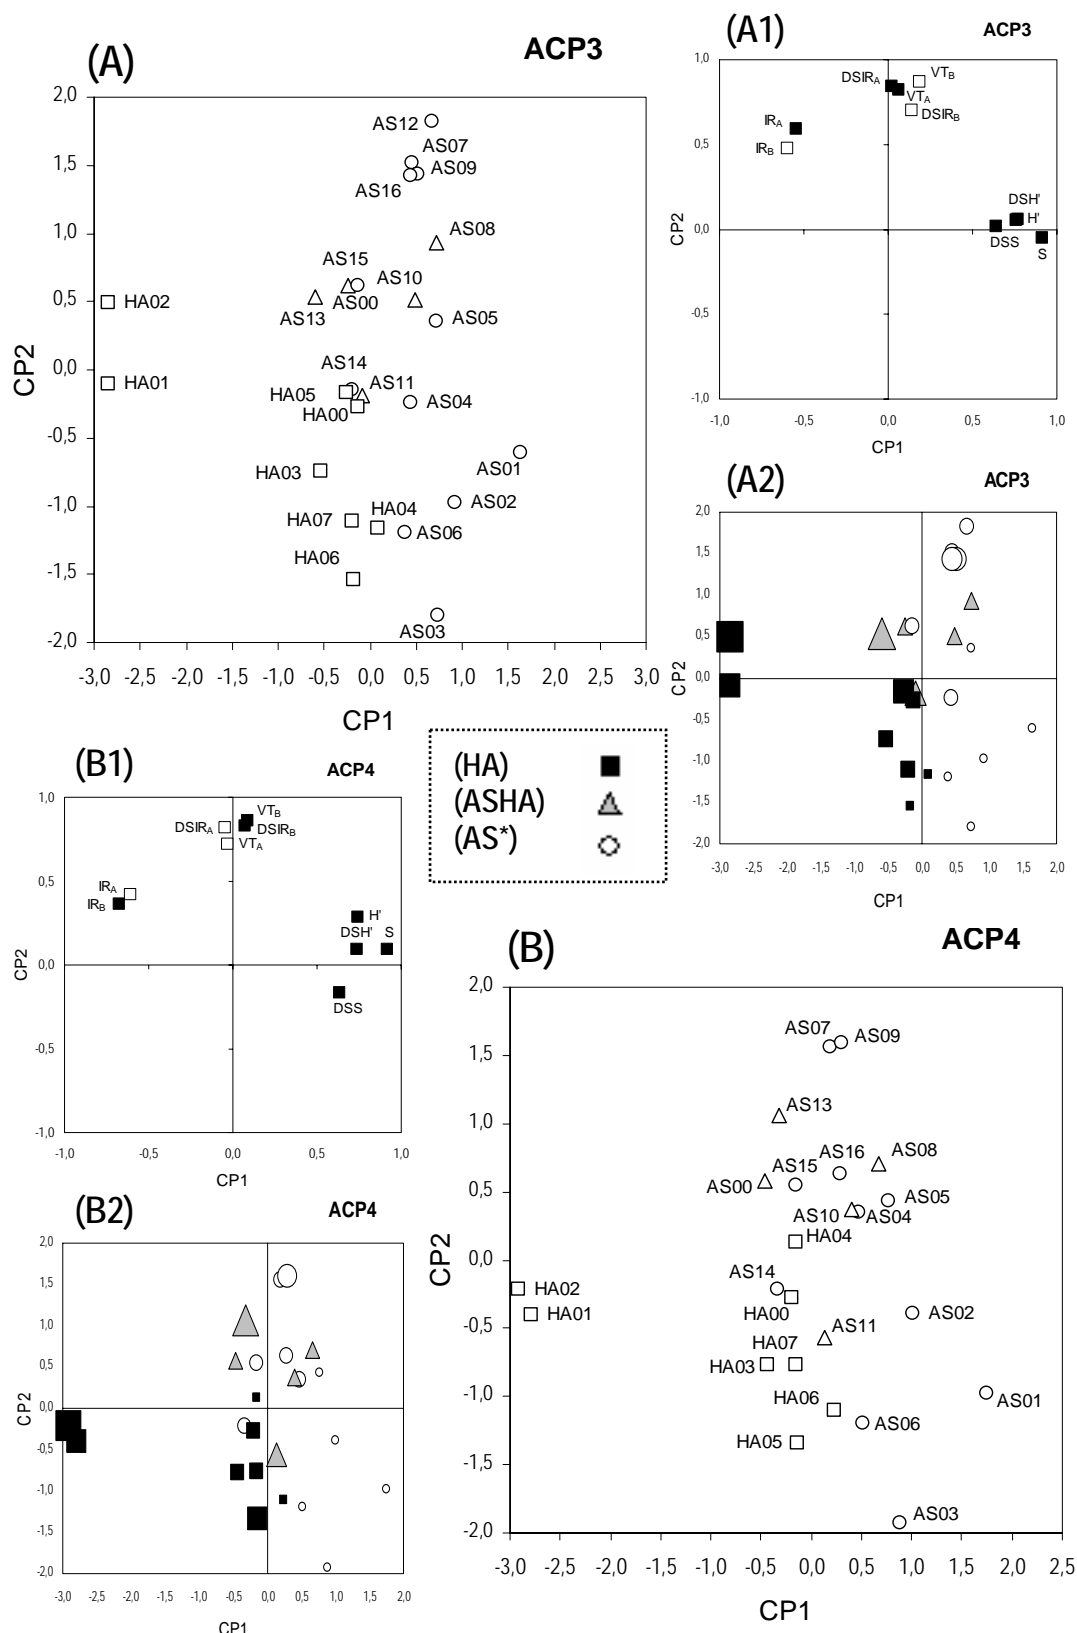 (A)
ACP3
2,0
1,5
1,0
0,5
0,0
-0,5
-1,0
-1,5
-2,0
CP2
AS12
AS07
AS09
AS16
AS08
AS15
AS10
HA02
AS00
AS13
AS05
AS14
HA01
AS11
HA05
AS04
HA00
HA03
AS01
HA04
AS02
HA07
AS06
HA06
AS03
-3,0 -2,5 -2,0 -1,5 -1,0 -0,5 0,0 0,5 1,0 1,5 2,0 2,5 3,0
CP1
(A1)
ACP3
1,0
0,5
0,0
-0,5
-1,0
CP2
DSIRA
VTB
VTA
DSIRB
IRA
IRB
DSH'
H'
DSS
S
-1,0 -0,5 0,0 0,5 1,0
CP1
(A2)
ACP3
2,0
1,5
1,0
0,5
0,0
-0,5
-1,0
-1,5
-2,0
CP2
-3,0 -2,5 -2,0 -1,5 -1,0 -0,5 0,0 0,5 1,0 1,5 2,0
CP1
(HA)
(ASHA)
(AS*)
(B1)
ACP4
1,0
0,5
0,0
-0,5
-1,0
CP2
VTB
DSIRA
DSIRB
VTA
IRA
IRB
H'
DSH'
S
DSS
-1,0 -0,5 0,0 0,5 1,0
CP1
(B2)
ACP4
2,0
1,5
1,0
0,5
0,0
-0,5
-1,0
-1,5
-2,0
CP2
-3,0 -2,5 -2,0 -1,5 -1,0 -0,5 0,0 0,5 1,0 1,5 2,0
CP1
(B)
ACP4
2,0
1,5
1,0
0,5
0,0
-0,5
-1,0
-1,5
-2,0
CP2
AS07
AS09
AS13
AS16
AS08
AS15
AS00
AS05
AS10
AS04
HA04
AS14
HA02
HA01
HA00
AS02
AS11
HA07
HA03
HA06
AS01
AS06
HA05
AS03
-3,0 -2,5 -2,0 -1,5 -1,0 -0,5 0,0 0,5 1,0 1,5 2,0 2,5
CP1